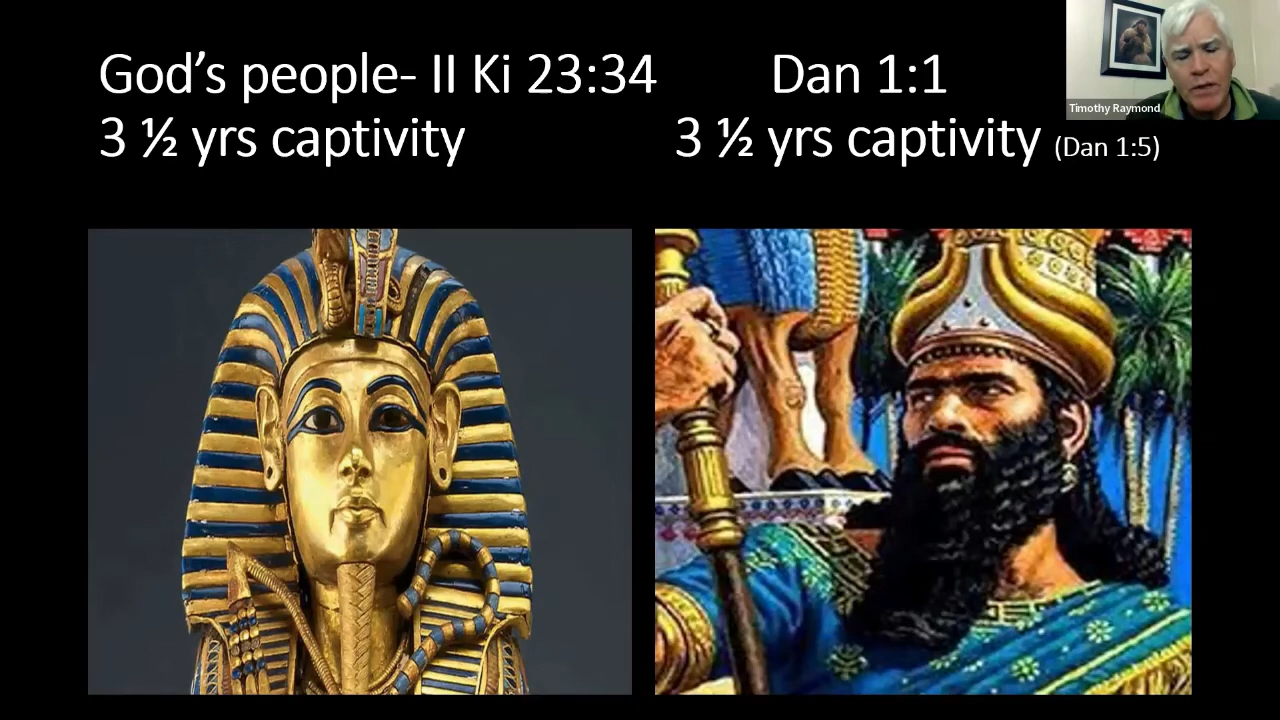 God’s people- II Ki 23:34 Dan 1:1
3 ½ yrs captivity 3 ½ yrs captivity (Dan 1:5)
Timothy Raymond